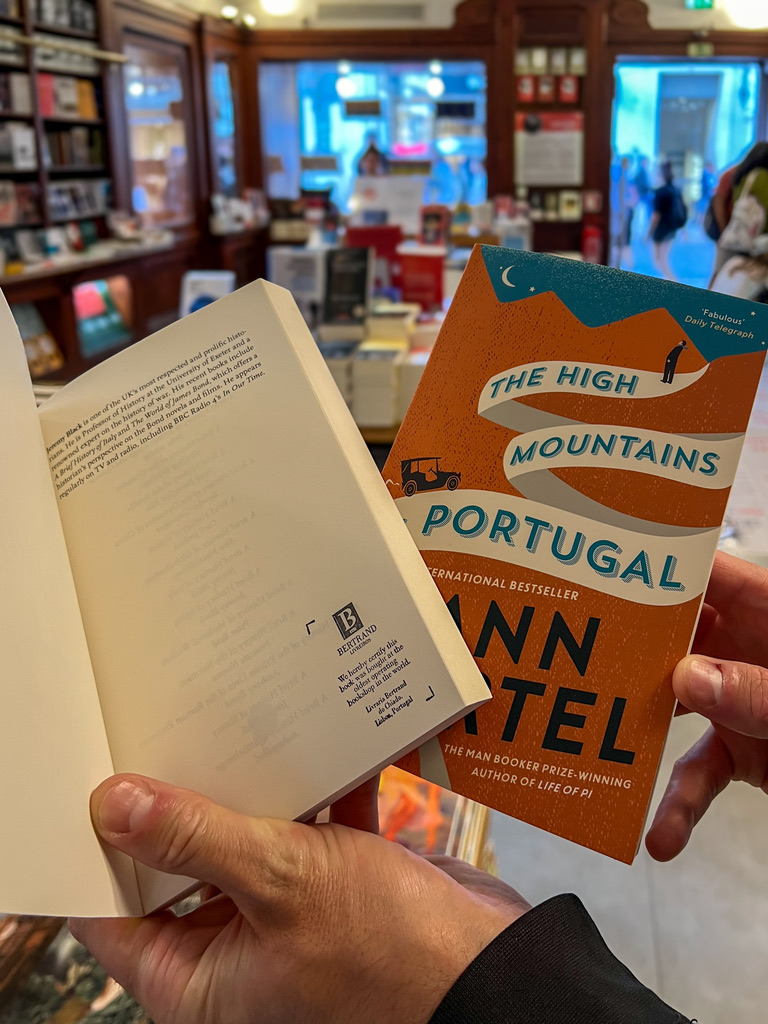 Jeremy Black is one of the UK's most respected and prolific histo-
rians. He is Professor of History at the University of Exeter and a
renowned expert on the history of war. His recent books include
A Brief History of Italy and The World of James Bond, which offers a
historian's perspective on the Bond novels and films. He appears
regularly on TV and radio, including BBC Radio 4's In Our Time.
B
BERTRAND
LIVREIROS
We hereby certify this
book was bought at the
oldest operating
bookshop in the world.
Livraria Bertrand
do Chiado,
Lisbon, Portugal
'Fabulous'
Daily Telegraph
THE HIGH
MOUNTAINS
PORTUGAL
TERNATIONAL BESTSELLER
ANN
TEL
THE MAN BOOKER PRIZE-WINNING
AUTHOR OF LIFE OF PI